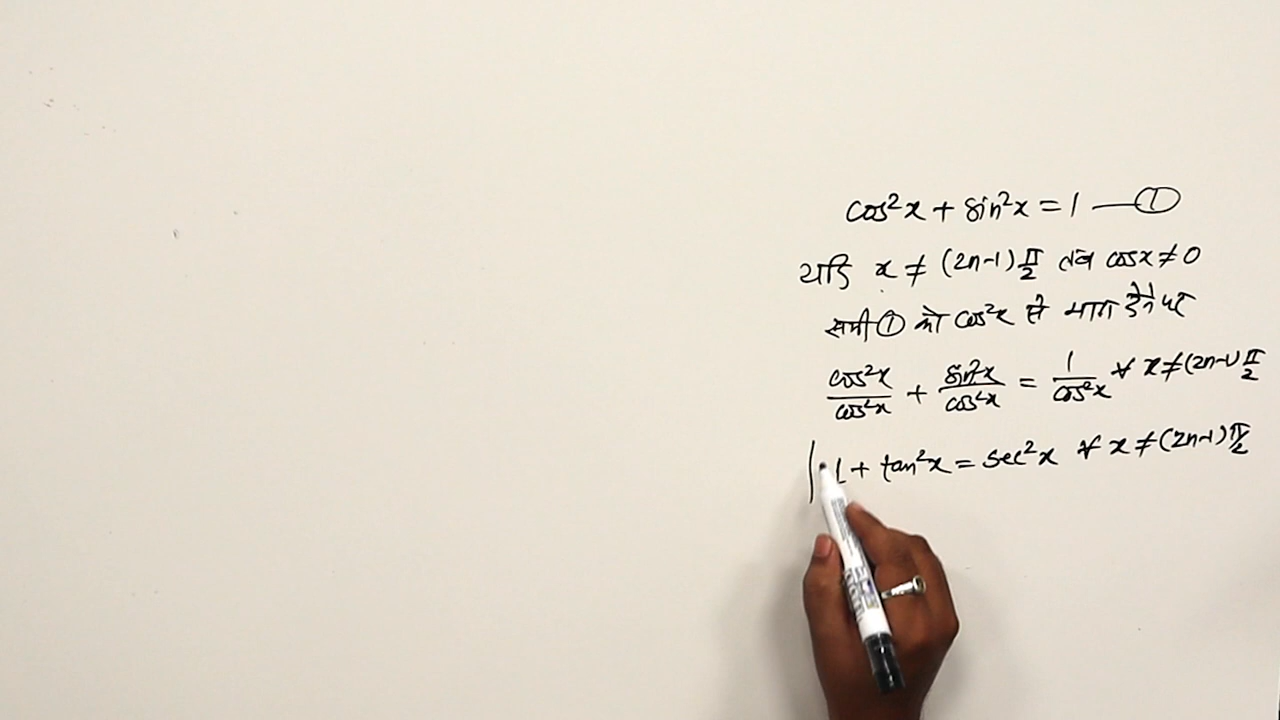 cos²x + sin²x = 1 —①
यदि x ≠ (2n-1) π/2 तब cosx ≠ 0
समी ① को cos²x से भाग देने पर
cos²x/cos²x + sin²x/cos²x = 1/cos²x ∀ x ≠ (2n-1) π/2
1 + tan²x = sec²x ∀ x ≠ (2n-1) π/2